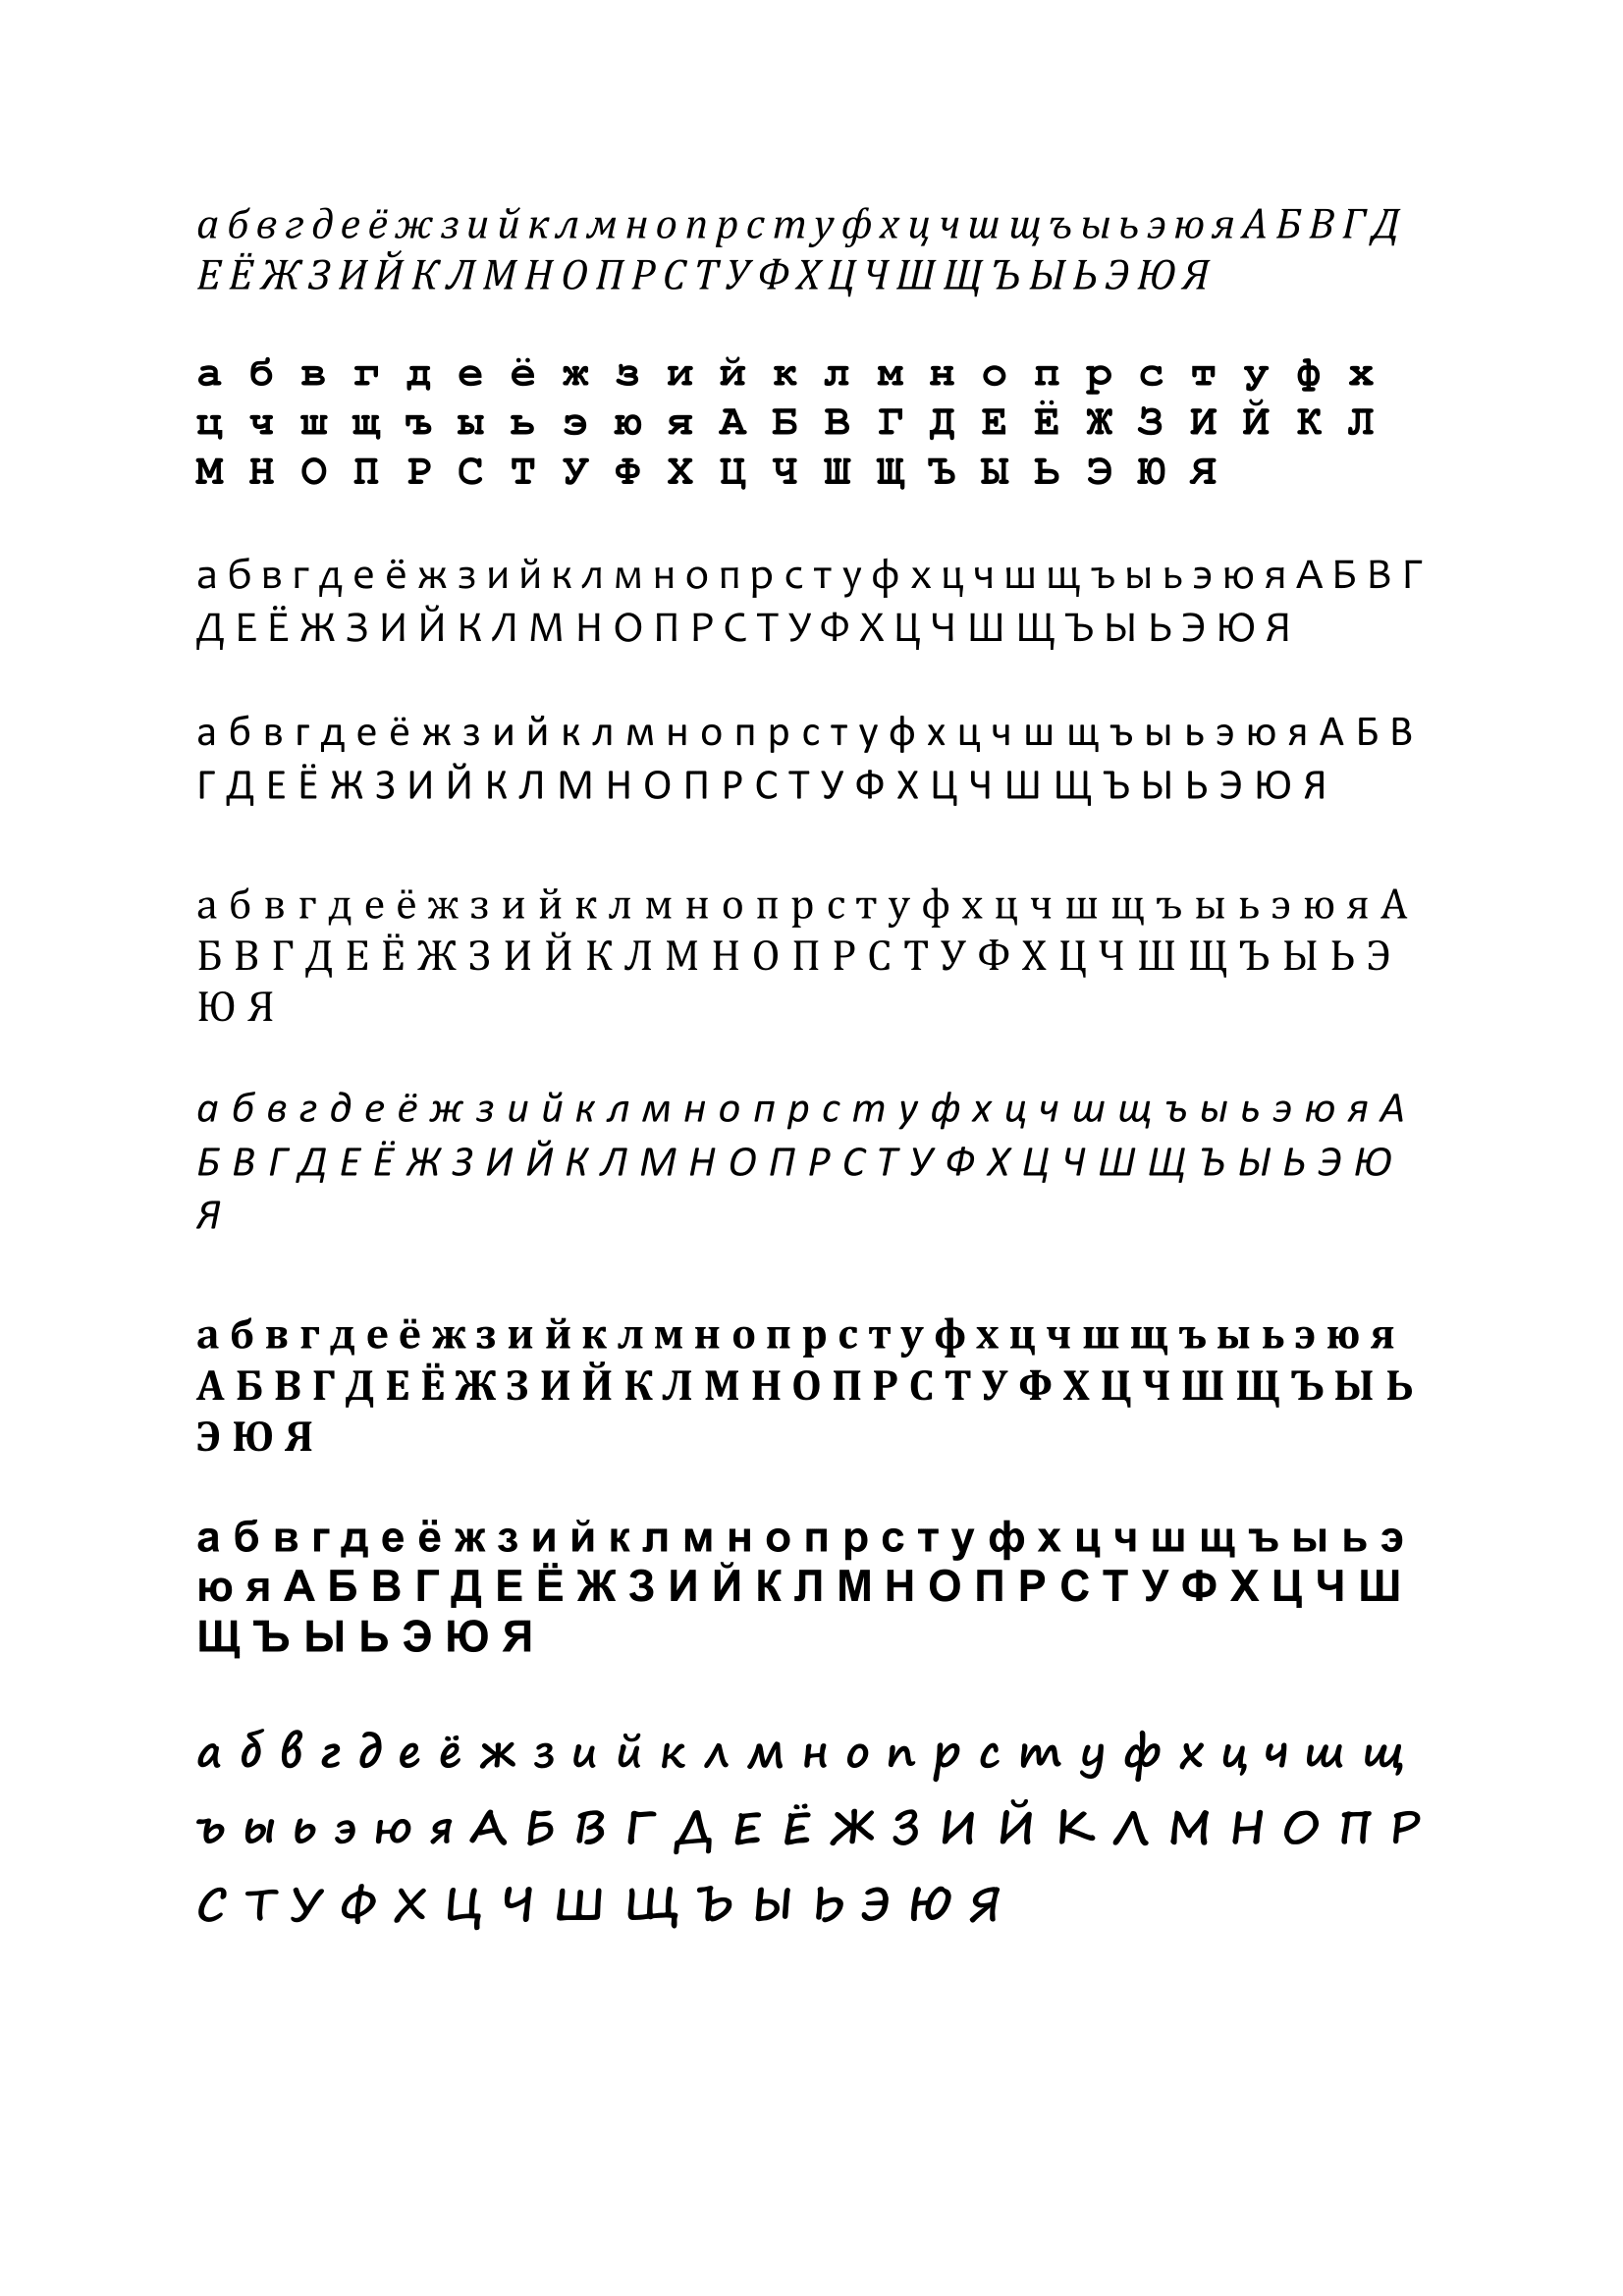 а б в г д е ё ж з и й к л м н о п р с т у ф х ц ч ш щ ъ ы ь э ю я А Б В Г Д
Е Ё Ж З И Й К Л М Н О П Р С Т У Ф Х Ц Ч Ш Щ Ъ Ы Ь Э Ю Я
а б в г д е ё ж з и й к л м н о п р с т у ф х
ц ч ш щ ъ ы ь э ю я А Б В Г Д Е Ё Ж З И Й К Л
М Н О П Р С Т У Ф Х Ц Ч Ш Щ Ъ Ы Ь Э Ю Я
а б в г д е ё ж з и й к л м н о п р с т у ф х ц ч ш щ ъ ы ь э ю я А Б В Г
Д Е Ё Ж З И Й К Л М Н О П Р С Т У Ф Х Ц Ч Ш Щ Ъ Ы Ь Э Ю Я
а б в г д е ё ж з и й к л м н о п р с т у ф х ц ч ш щ ъ ы ь э ю я А Б В
Г Д Е Ё Ж З И Й К Л М Н О П Р С Т У Ф Х Ц Ч Ш Щ Ъ Ы Ь Э Ю Я
а б в г д е ё ж з и й к л м н о п р с т у ф х ц ч ш щ ъ ы ь э ю я А
Б В Г Д Е Ё Ж З И Й К Л М Н О П Р С Т У Ф Х Ц Ч Ш Щ Ъ Ы Ь Э
Ю Я
а б в г д е ё ж з и й к л м н о п р с т у ф х ц ч ш щ ъ ы ь э ю я А
Б В Г Д Е Ё Ж З И Й К Л М Н О П Р С Т У Ф Х Ц Ч Ш Щ Ъ Ы Ь Э Ю
Я
а б в г д е ё ж з и й к л м н о п р с т у ф х ц ч ш щ ъ ы ь э ю я
А Б В Г Д Е Ё Ж З И Й К Л М Н О П Р С Т У Ф Х Ц Ч Ш Щ Ъ Ы Ь
Э Ю Я
а б в г д е ё ж з и й к л м н о п р с т у ф х ц ч ш щ ъ ы ь э
ю я А Б В Г Д Е Ё Ж З И Й К Л М Н О П Р С Т У Ф Х Ц Ч Ш
Щ Ъ Ы Ь Э Ю Я
а б в г д е ё ж з и й к л м н о п р с т у ф х ц ч ш щ
ъ ы ь э ю я А Б В Г Д Е Ё Ж З И Й К Л М Н О П Р
С Т У Ф Х Ц Ч Ш Щ Ъ Ы Ь Э Ю Я